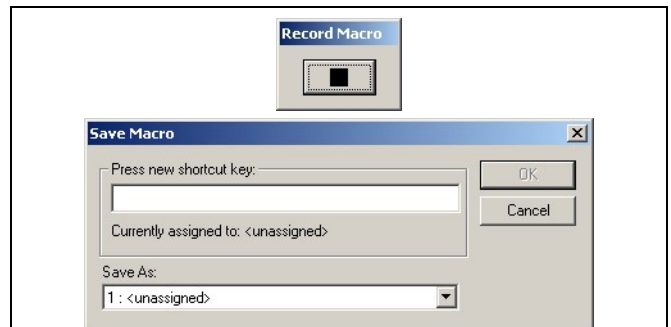 Record Macro
Save Macro
Press new shortcut key:
OK
Cancel
Currently assigned to: <unassigned>
Save As:
1 : <unassigned>